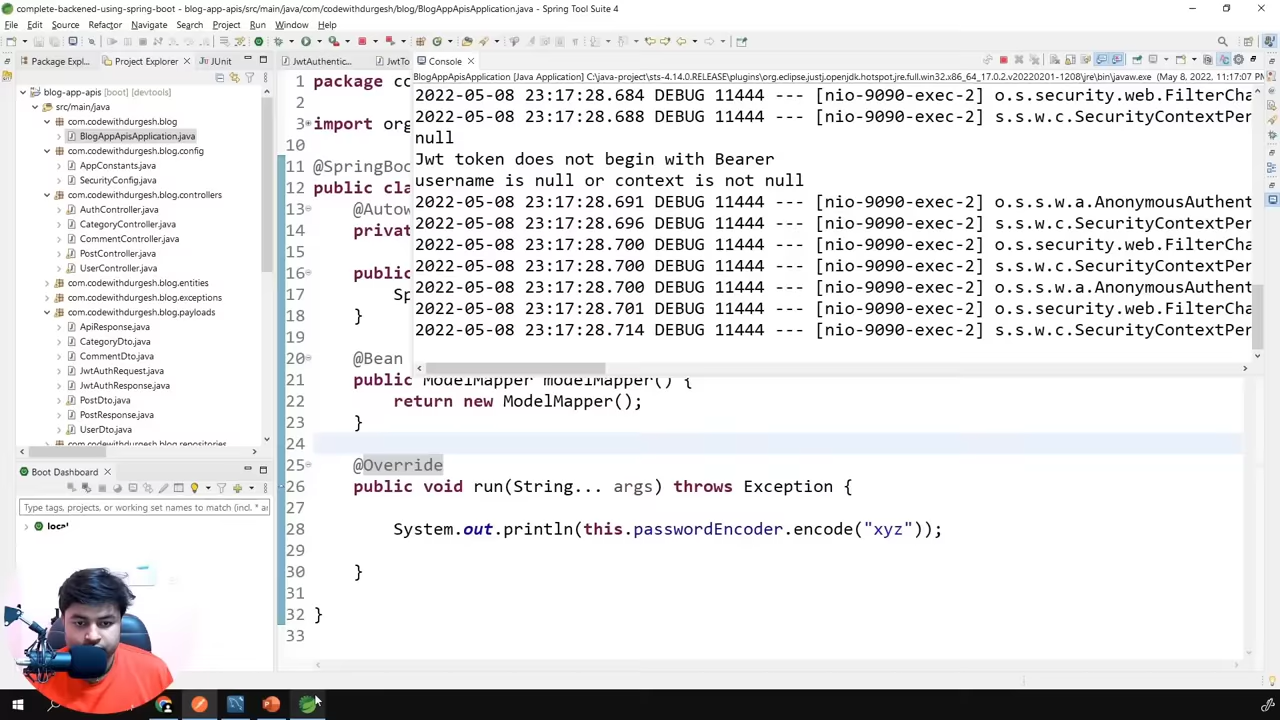 complete-backened-using-spring-boot - blog-app-apis/src/main/java/com/codewithdurgesh/blog/BlogAppApisApplication.java - Spring Tool Suite 4
File Edit Source Refactor Navigate Search Project Run Window Help
Package Expl... Project Explorer JUnit
JwtAuthentic... JwtTo Console
BlogAppApisApplication [Java Application] C:\java-project\sts-4.14.0.RELEASE\plugins\org.eclipse.justj.openjdk.hotspot.jre.full.win32.x86_64_17.0.2.v20220201-1208\jre\bin\javaw.exe (May 8, 2022, 11:17:07 PM)
2022-05-08 23:17:28.684 DEBUG 11444 --- [nio-9090-exec-2] o.s.security.web.FilterCha
2022-05-08 23:17:28.688 DEBUG 11444 --- [nio-9090-exec-2] s.s.w.c.SecurityContextPer
null
Jwt token does not begin with Bearer
username is null or context is not null
2022-05-08 23:17:28.691 DEBUG 11444 --- [nio-9090-exec-2] o.s.s.w.a.AnonymousAuthent
2022-05-08 23:17:28.696 DEBUG 11444 --- [nio-9090-exec-2] s.s.w.c.SecurityContextPer
2022-05-08 23:17:28.700 DEBUG 11444 --- [nio-9090-exec-2] o.s.security.web.FilterCha
2022-05-08 23:17:28.700 DEBUG 11444 --- [nio-9090-exec-2] s.s.w.c.SecurityContextPer
2022-05-08 23:17:28.700 DEBUG 11444 --- [nio-9090-exec-2] o.s.s.w.a.AnonymousAuthent
2022-05-08 23:17:28.701 DEBUG 11444 --- [nio-9090-exec-2] o.s.security.web.FilterCha
2022-05-08 23:17:28.714 DEBUG 11444 --- [nio-9090-exec-2] s.s.w.c.SecurityContextPer
blog-app-apis [boot] [devtools]
src/main/java
com.codewithdurgesh.blog
BlogAppApisApplication.java
com.codewithdurgesh.blog.config
AppConstants.java
SecurityConfig.java
com.codewithdurgesh.blog.controllers
AuthController.java
CategoryController.java
CommentController.java
PostController.java
UserController.java
com.codewithdurgesh.blog.entities
com.codewithdurgesh.blog.exceptions
com.codewithdurgesh.blog.payloads
ApiResponse.java
CategoryDto.java
CommentDto.java
JwtAuthRequest.java
JwtAuthResponse.java
PostDto.java
PostResponse.java
UserDto.java
com.codewithdurgesh.blog.repositories
Boot Dashboard
Type tags, projects, or working set names to match (incl. * an
local
1 package co
3 import org
10
11 @SpringBoo
12 public cla
13 @Autow
14 privat
15
16 public
17 Sp
18 }
19
20 @Bean
21 public ModelMapper modelMapper() {
22 return new ModelMapper();
23 }
24
25 @Override
26 public void run(String... args) throws Exception {
27
28 System.out.println(this.passwordEncoder.encode("xyz"));
29
30 }
31
32 }
33